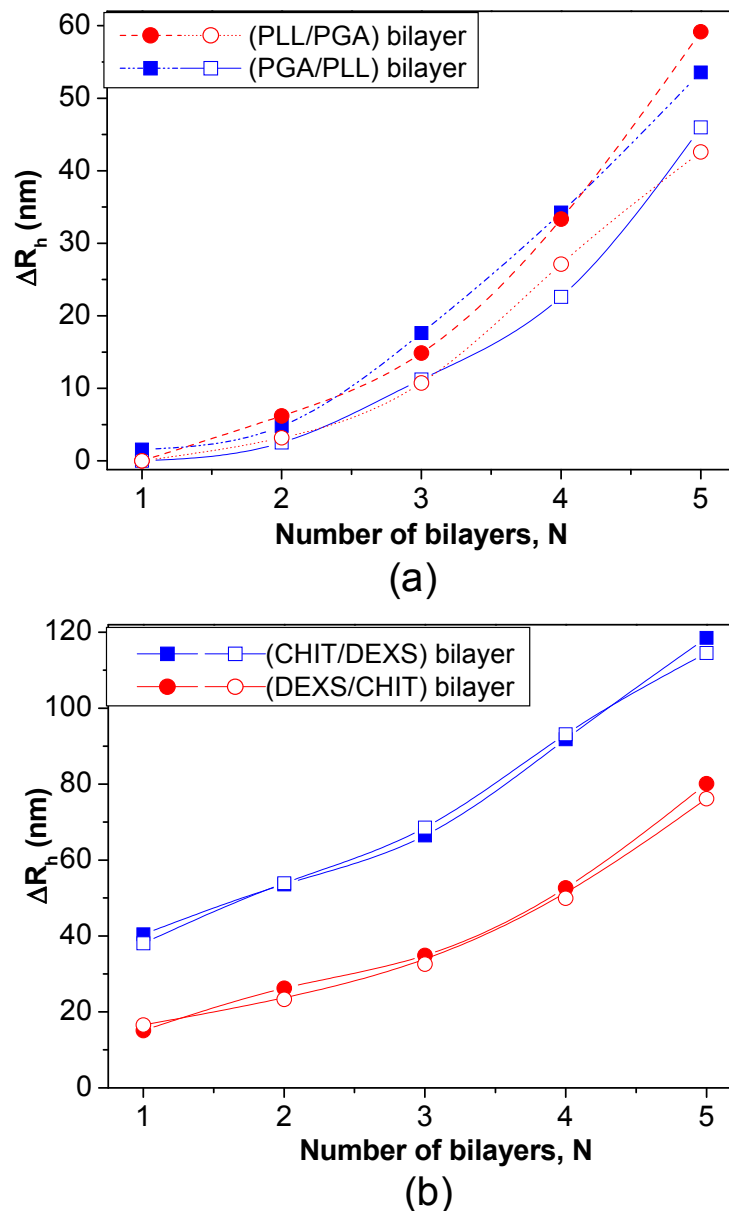 60
50
40
30
20
10
0
ΔR_h (nm)
(PLL/PGA) bilayer
(PGA/PLL) bilayer
1 2 3 4 5
Number of bilayers, N
(a)
120
100
80
60
40
20
0
ΔR_h (nm)
(CHIT/DEXS) bilayer
(DEXS/CHIT) bilayer
1 2 3 4 5
Number of bilayers, N
(b)